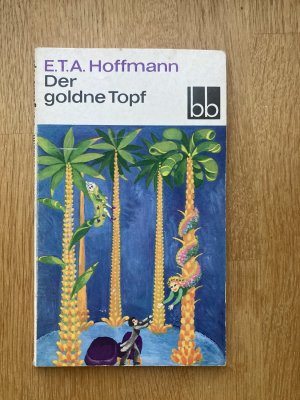 E.T.A. Hoffmann
Der
goldne Topf
bb